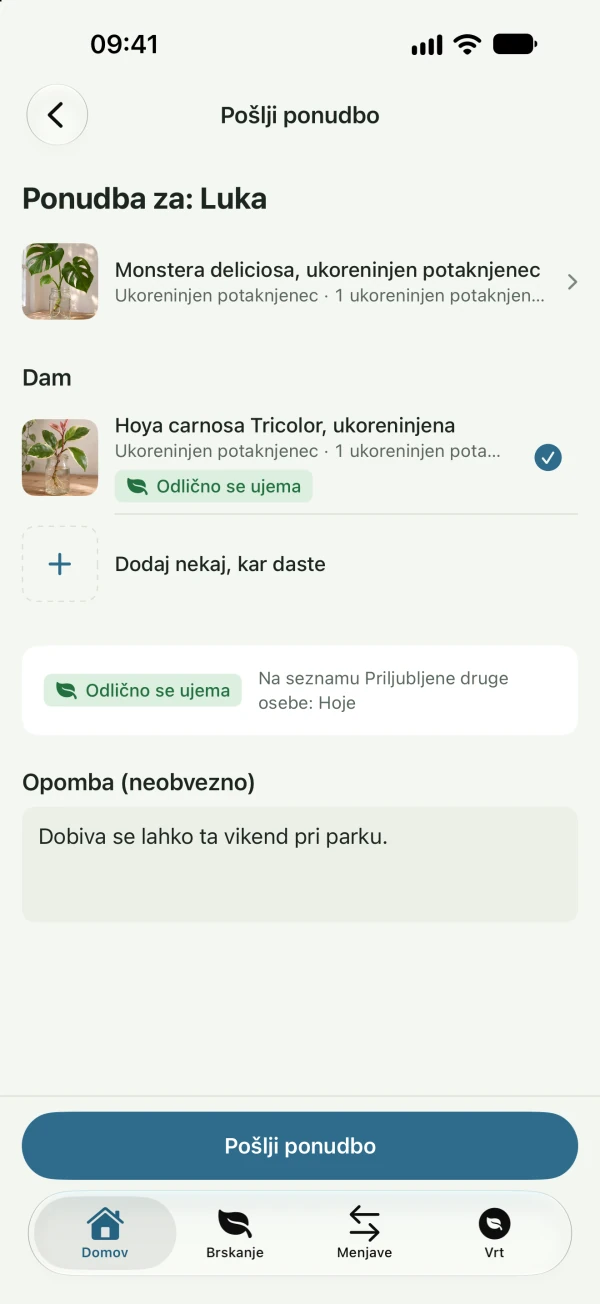 09:41
Pošlji ponudbo
Ponudba za: Luka
Monstera deliciosa, ukoreninjen potaknjenec
Ukoreninjen potaknjenec · 1 ukoreninjen potaknjen...
Dam
Hoya carnosa Tricolor, ukoreninjena
Ukoreninjen potaknjenec · 1 ukoreninjen pota...
Odlično se ujema
Dodaj nekaj, kar daste
Odlično se ujema
Na seznamu Priljubljene druge
osebe: Hoje
Opomba (neobvezno)
Dobiva se lahko ta vikend pri parku.
Pošlji ponudbo
Domov
Brskanje
Menjave
Vrt